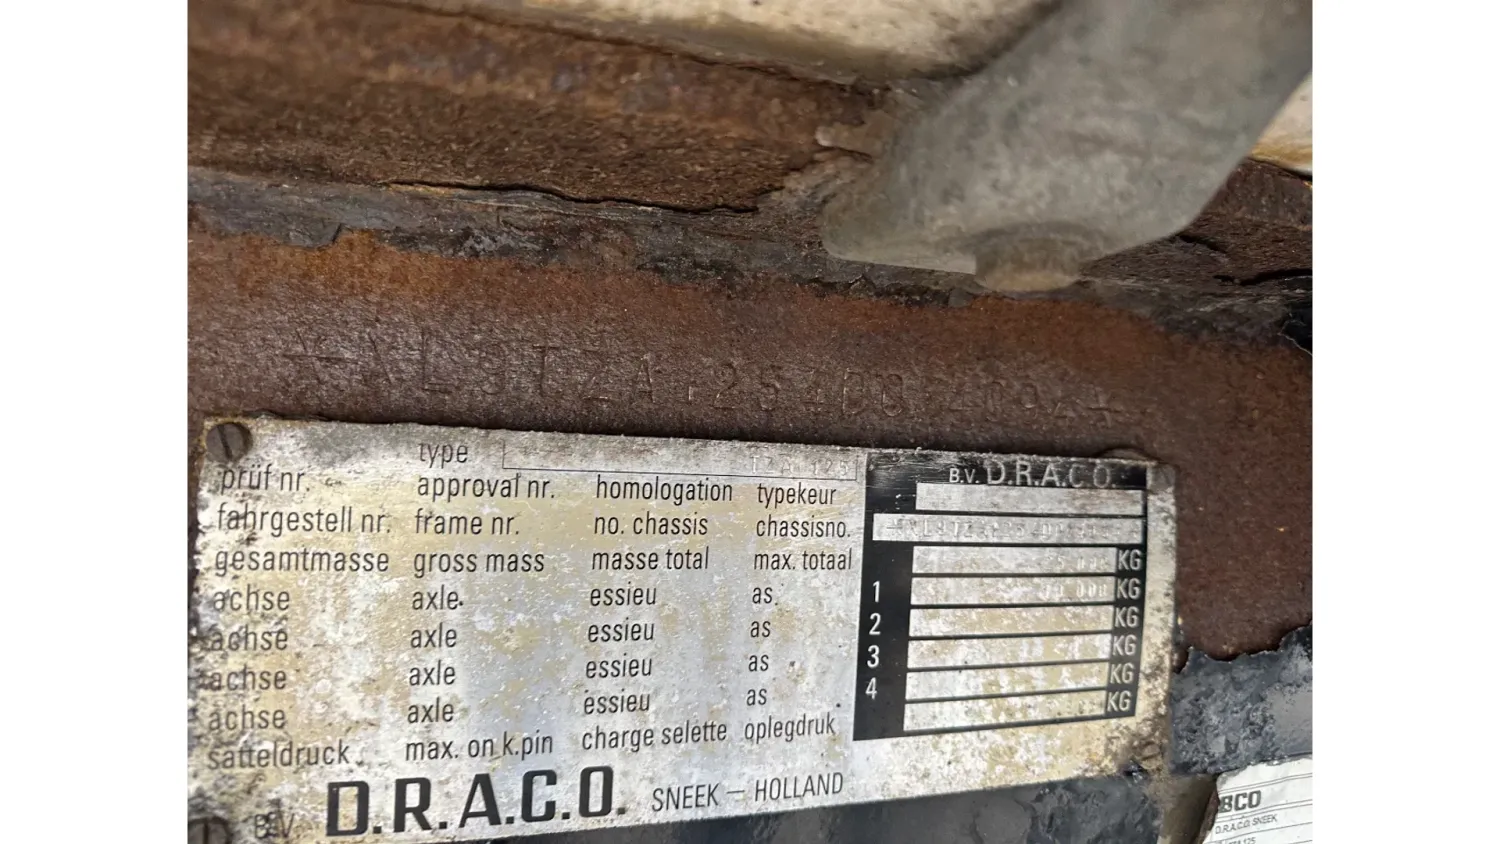 type TZA 125
prüf nr. approval nr. homologation typekeur
fahrgestell nr. frame nr. no. chassis chassisno.
gesamtmasse gross mass masse total max. totaal
achse axle essieu as
achse axle essieu as
achse axle essieu as
achse axle essieu as
satteldruck max. on k.pin charge selette oplegdruk
B.V. D.R.A.C.O. SNEEK – HOLLAND
B.V. D.R.A.C.O.
KG
1 KG
2 KG
3 KG
4 KG
KG
BCO
D.R.A.C.O. SNEEK